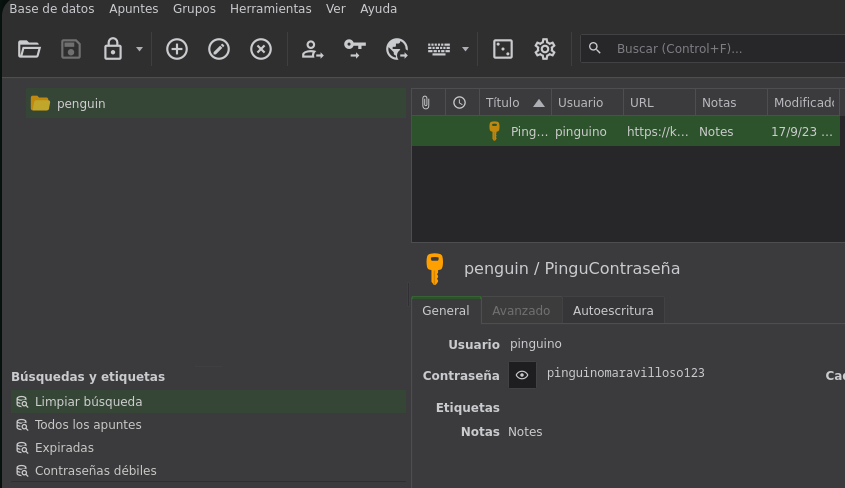 Base de datos Apuntes Grupos Herramientas Ver Ayuda
Buscar (Control+F)...
penguin
Título Usuario URL Notas Modificado
Ping... pinguino https://k... Notes 17/9/23 ...
penguin / PinguContraseña
General Avanzado Autoescritura
Usuario pinguino
Contraseña pinguinomaravilloso123
Etiquetas
Notas Notes
Búsquedas y etiquetas
Limpiar búsqueda
Todos los apuntes
Expiradas
Contraseñas débiles